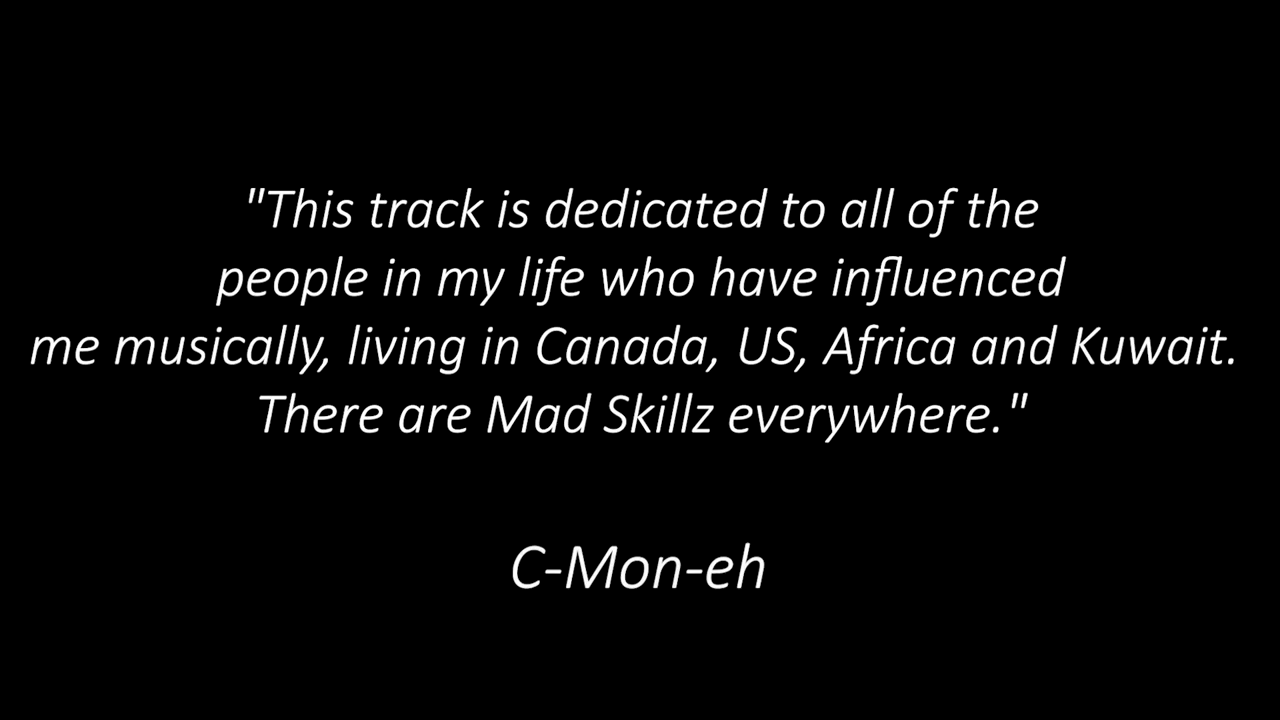 "This track is dedicated to all of the
people in my life who have influenced
me musically, living in Canada, US, Africa and Kuwait.
There are Mad Skillz everywhere."
C-Mon-eh